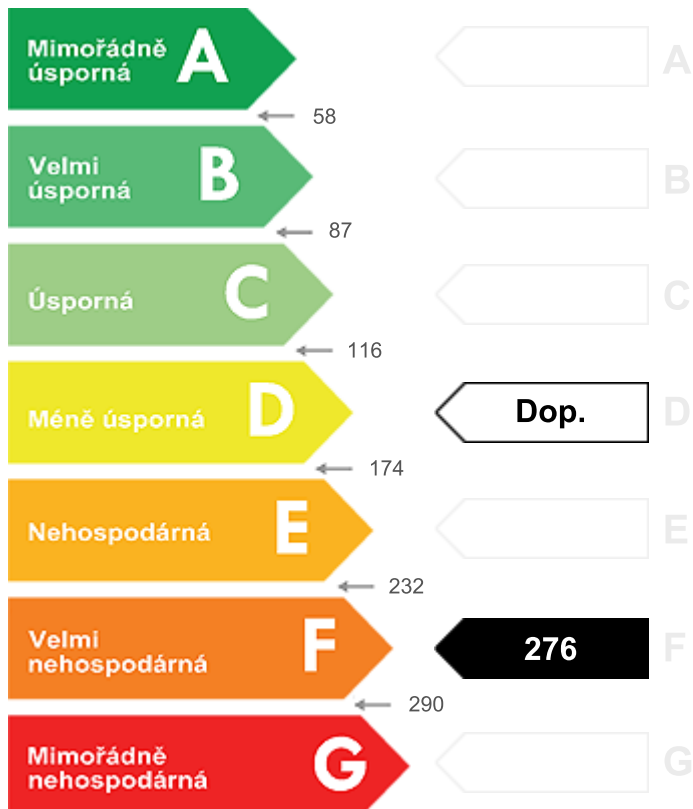 Mimořádně
úsporná
A
A
58
Velmi
úsporná
B
B
87
Úsporná
C
C
116
Méně úsporná
D
Dop.
D
174
Nehospodárná
E
E
232
Velmi
nehospodárná
F
276
F
290
Mimořádně
nehospodárná
G
G